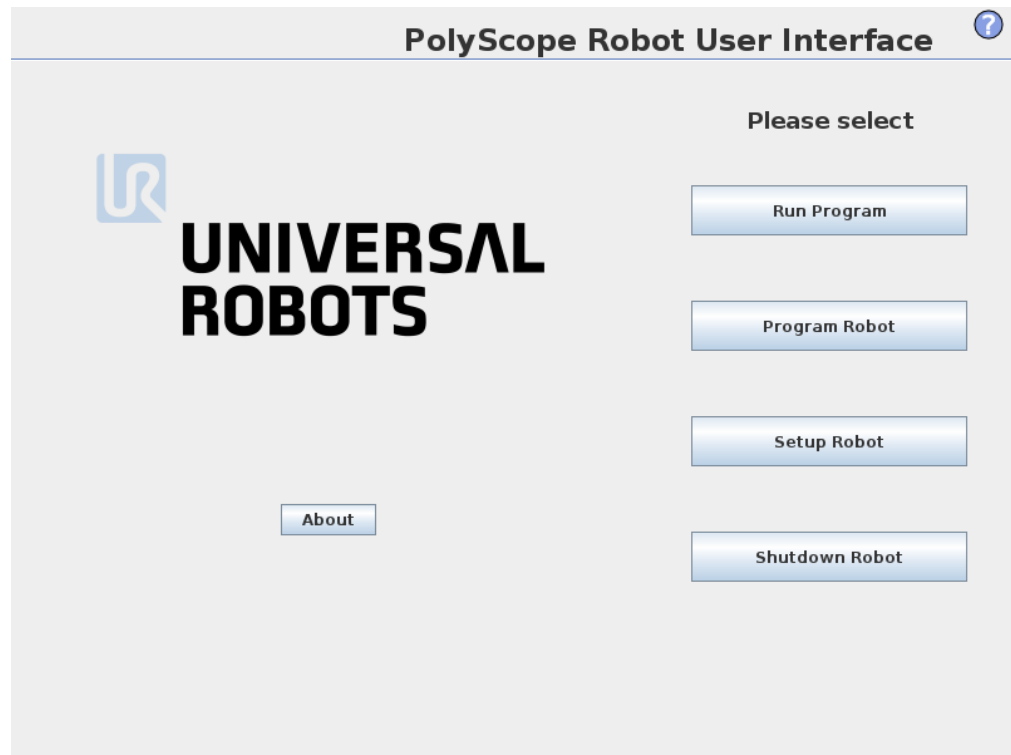 PolyScope Robot User Interface
?
Please select
UR
UNIVERSAL
ROBOTS
Run Program
Program Robot
Setup Robot
About
Shutdown Robot